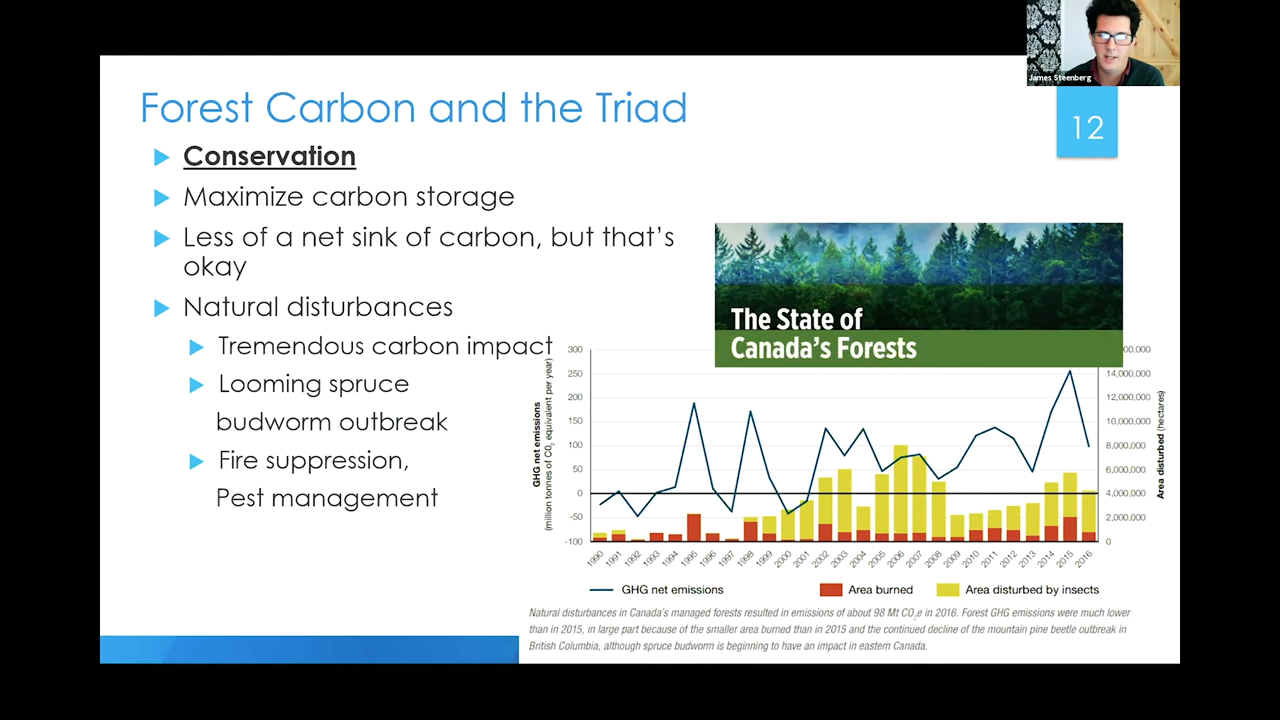 James Steenberg
Forest Carbon and the Triad
12
Conservation
Maximize carbon storage
Less of a net sink of carbon, but that's
okay
Natural disturbances
Tremendous carbon impact
Looming spruce
budworm outbreak
Fire suppression,
Pest management
The State of
Canada's Forests
GHG net emissions
(million tonnes of CO2 equivalent per year)
300
250
200
150
100
50
0
-50
-100
00,000
14,000,000
12,000,000
10,000,000
8,000,000
6,000,000
4,000,000
2,000,000
0
Area disturbed (hectares)
1990
1991
1992
1993
1994
1995
1996
1997
1998
1999
2000
2001
2002
2003
2004
2005
2006
2007
2008
2009
2010
2011
2012
2013
2014
2015
2016
GHG net emissions
Area burned
Area disturbed by insects
Natural disturbances in Canada's managed forests resulted in emissions of about 98 Mt CO2e in 2016. Forest GHG emissions were much lower
than in 2015, in large part because of the smaller area burned than in 2015 and the continued decline of the mountain pine beetle outbreak in
British Columbia, although spruce budworm is beginning to have an impact in eastern Canada.